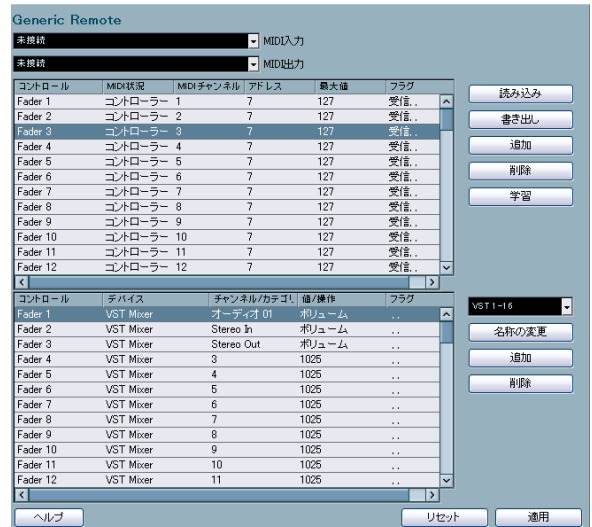 Generic Remote
未接続 MIDI入力
未接続 MIDI出力
コントロール MIDI状況 MIDIチャンネル アドレス 最大値 フラグ
Fader 1 コントローラー 1 7 127 受信..
Fader 2 コントローラー 2 7 127 受信..
Fader 3 コントローラー 3 7 127 受信..
Fader 4 コントローラー 4 7 127 受信..
Fader 5 コントローラー 5 7 127 受信..
Fader 6 コントローラー 6 7 127 受信..
Fader 7 コントローラー 7 7 127 受信..
Fader 8 コントローラー 8 7 127 受信..
Fader 9 コントローラー 9 7 127 受信..
Fader 10 コントローラー 10 7 127 受信..
Fader 11 コントローラー 11 7 127 受信..
Fader 12 コントローラー 12 7 127 受信..
読み込み
書き出し
追加
削除
学習
コントロール デバイス チャンネル/カテゴリ. 値/操作 フラグ
Fader 1 VST Mixer オーディオ 01 ボリューム ..
Fader 2 VST Mixer Stereo In ボリューム ..
Fader 3 VST Mixer Stereo Out ボリューム ..
Fader 4 VST Mixer 3 1025 ..
Fader 5 VST Mixer 4 1025 ..
Fader 6 VST Mixer 5 1025 ..
Fader 7 VST Mixer 6 1025 ..
Fader 8 VST Mixer 7 1025 ..
Fader 9 VST Mixer 8 1025 ..
Fader 10 VST Mixer 9 1025 ..
Fader 11 VST Mixer 10 1025 ..
Fader 12 VST Mixer 11 1025 ..
VST 1-16
名称の変更
追加
削除
ヘルプ リセット 適用